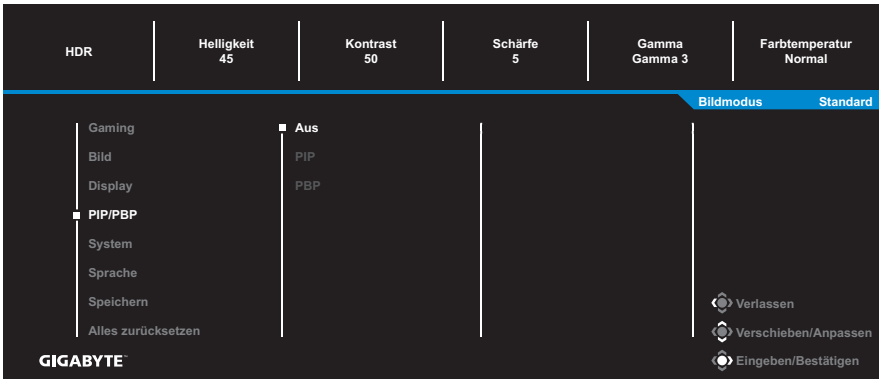 HDR
Helligkeit
45
Kontrast
50
Schärfe
5
Gamma
Gamma 3
Farbtemperatur
Normal
Bildmodus Standard
Gaming
Bild
Display
PIP/PBP
System
Sprache
Speichern
Alles zurücksetzen
Aus
PIP
PBP
Verlassen
Verschieben/Anpassen
Eingeben/Bestätigen
GIGABYTE™